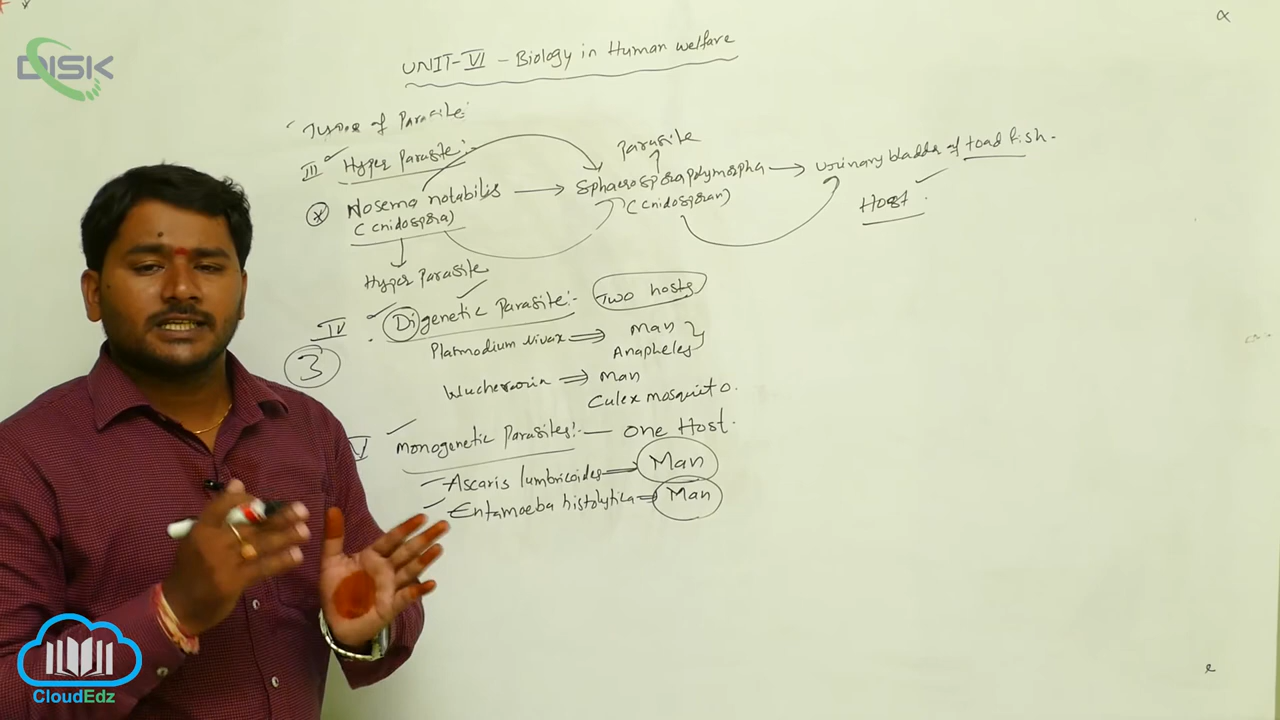 DISK
UNIT-VI - Biology in Human welfare
Types of Parasite:
III Hyper Parasite:-
Parasite
Nosema notabilis → Sphaerospora polymorpha → Urinary bladder of toad fish.
(cnidospora) (cnidosporan) Host
Hyper Parasite
IV Digenetic Parasite:- Two hosts
3
Plasmodium vivax ⇒ Man
Anapheles
Wuchereria ⇒ Man
Culex mosquito.
V Monogenetic Parasites:- One Host.
Ascaris lumbricoides ⇒ Man
Entamoeba histolytica ⇒ Man
CloudEdz